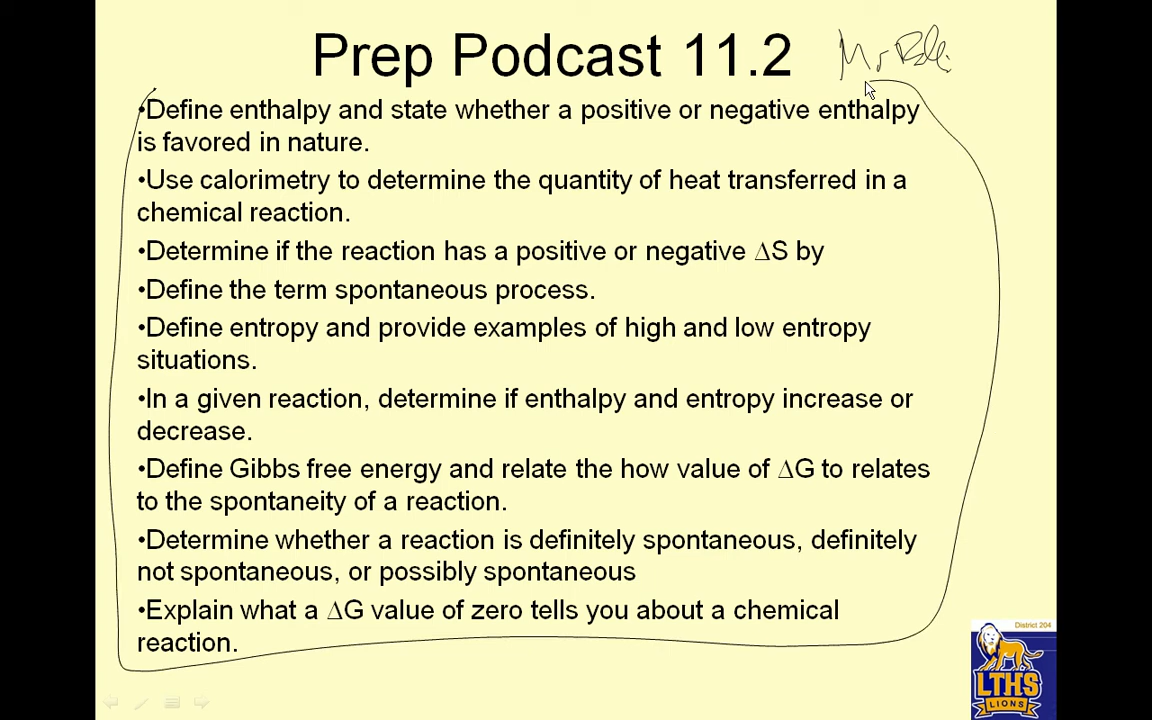 Prep Podcast 11.2
•Define enthalpy and state whether a positive or negative enthalpy
is favored in nature.
•Use calorimetry to determine the quantity of heat transferred in a
chemical reaction.
•Determine if the reaction has a positive or negative ∆S by
•Define the term spontaneous process.
•Define entropy and provide examples of high and low entropy
situations.
•In a given reaction, determine if enthalpy and entropy increase or
decrease.
•Define Gibbs free energy and relate the how value of ∆G to relates
to the spontaneity of a reaction.
•Determine whether a reaction is definitely spontaneous, definitely
not spontaneous, or possibly spontaneous
•Explain what a ∆G value of zero tells you about a chemical
reaction.
District 204
LTHS
LIONS